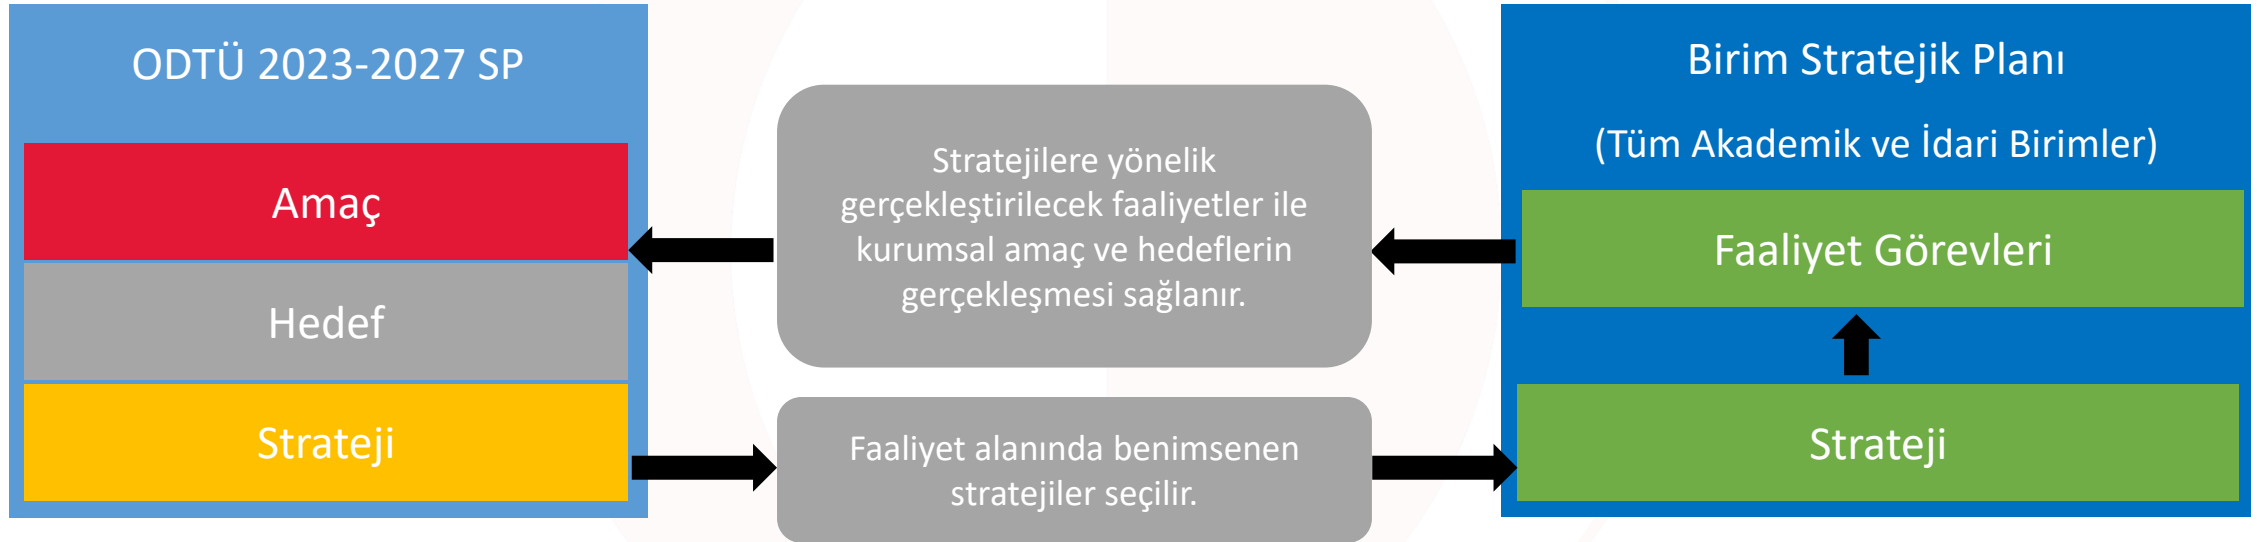 ODTÜ 2023-2027 SP
Amaç
Hedef
Strateji
Stratejilere yönelik
gerçekleştirilecek faaliyetler ile
kurumsal amaç ve hedeflerin
gerçekleşmesi sağlanır.
Faaliyet alanında benimsenen
stratejiler seçilir.
Birim Stratejik Planı
(Tüm Akademik ve İdari Birimler)
Faaliyet Görevleri
Strateji